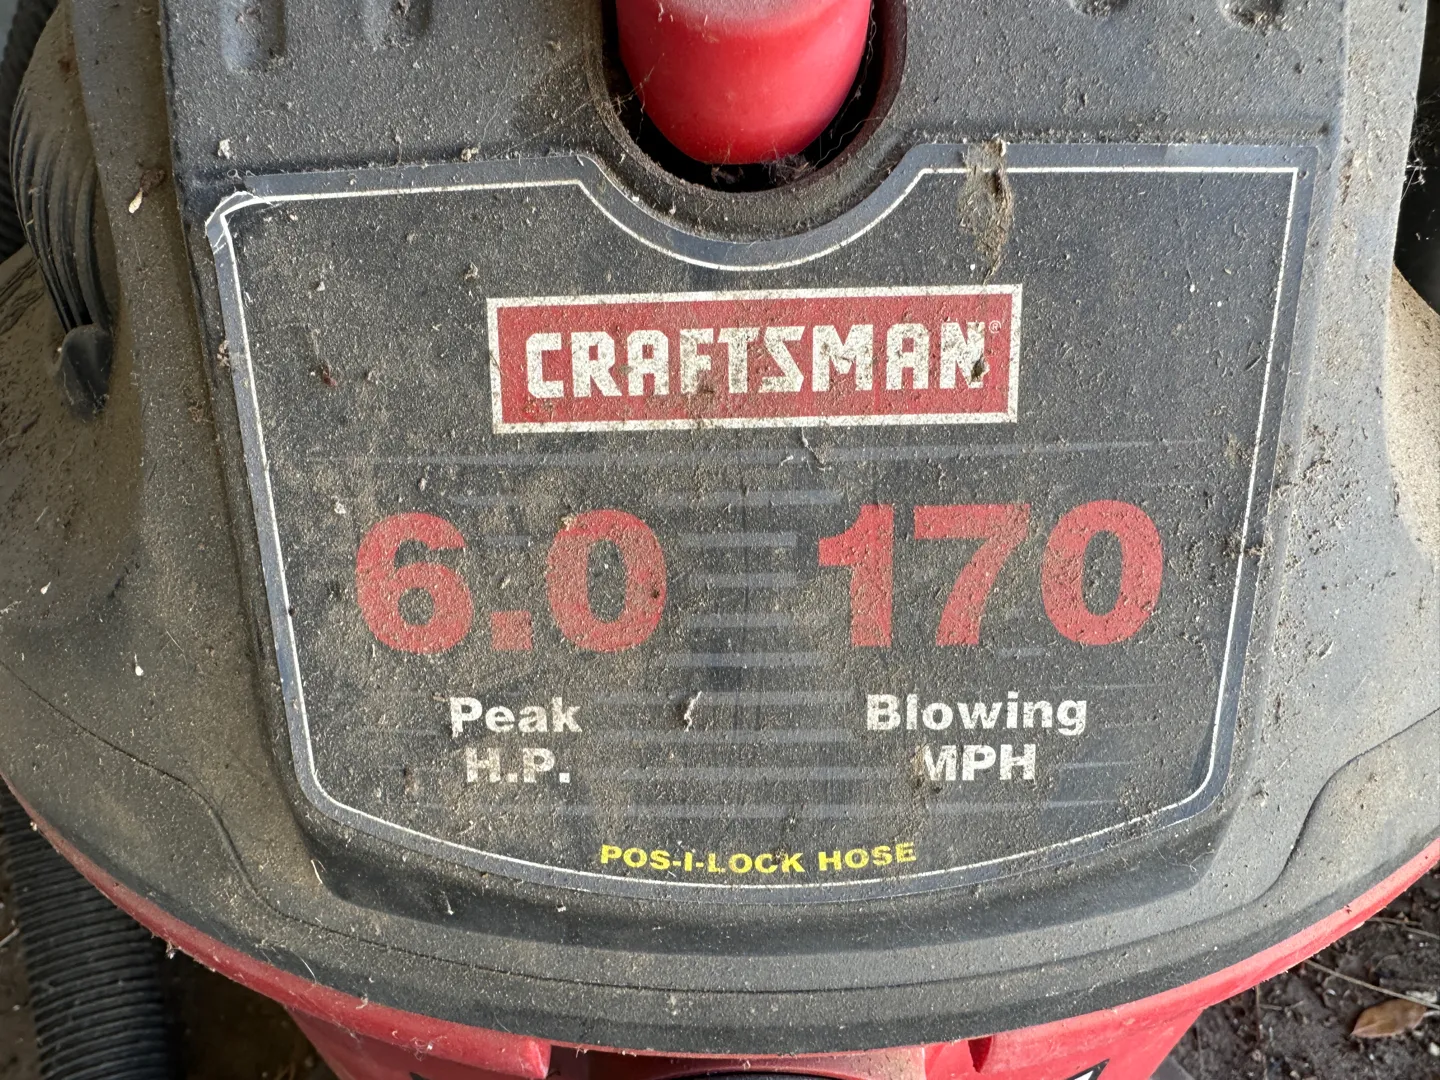 CRAFTSMAN®
6.0 170
Peak Blowing
H.P. MPH
POS-I-LOCK HOSE